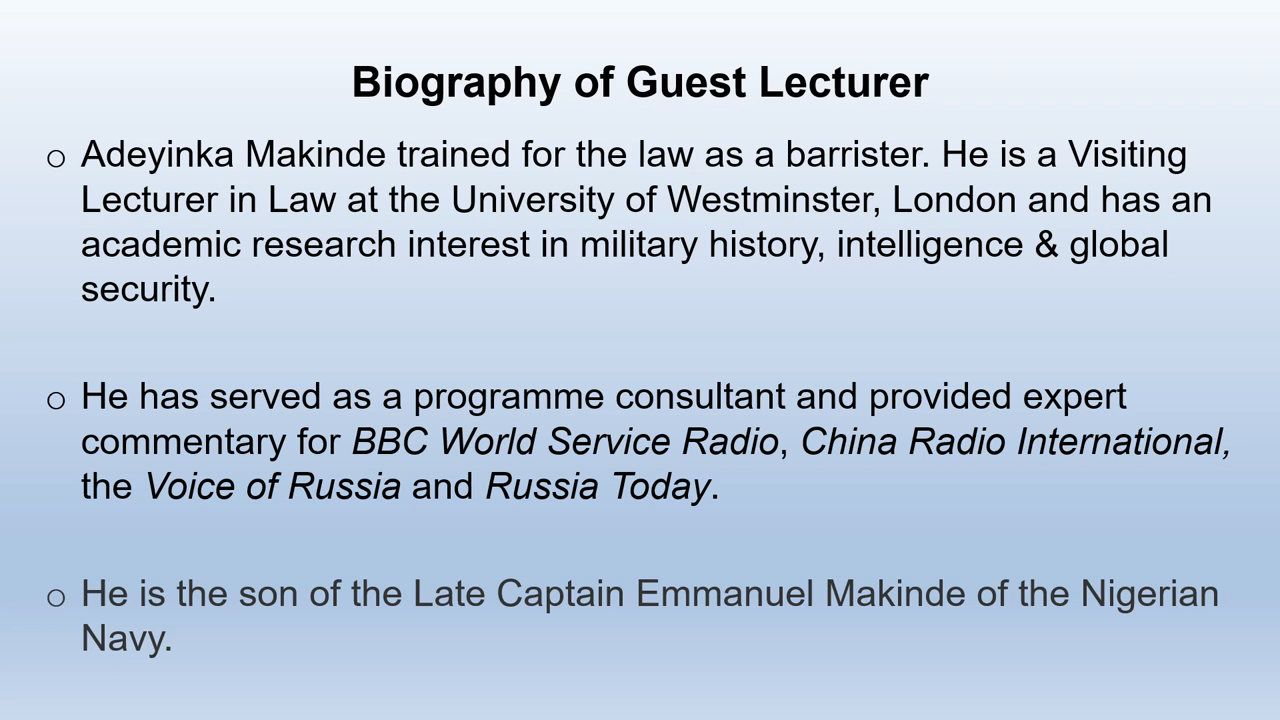 Biography of Guest Lecturer
o Adeyinka Makinde trained for the law as a barrister. He is a Visiting
Lecturer in Law at the University of Westminster, London and has an
academic research interest in military history, intelligence & global
security.
o He has served as a programme consultant and provided expert
commentary for BBC World Service Radio, China Radio International,
the Voice of Russia and Russia Today.
o He is the son of the Late Captain Emmanuel Makinde of the Nigerian
Navy.